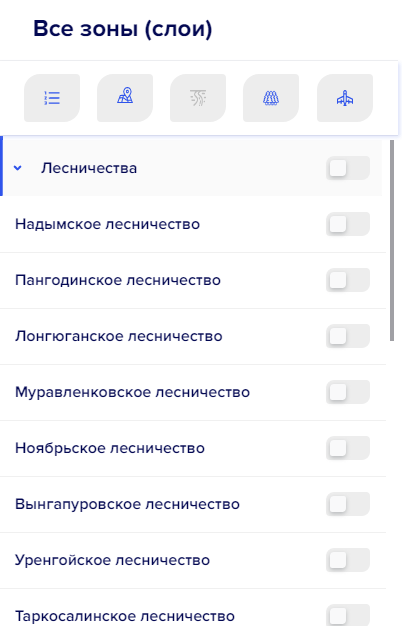 Все зоны (слои)
Лесничества
Надымское лесничество
Пангодинское лесничество
Лонгюганское лесничество
Муравленковское лесничество
Ноябрьское лесничество
Вынгапуровское лесничество
Уренгойское лесничество
Таркосалинское лесничество